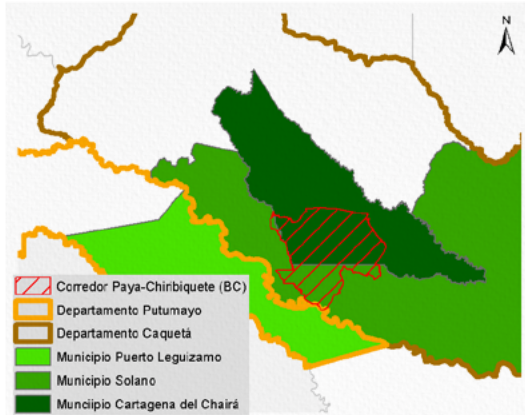 N
Corredor Paya-Chiribiquete (BC)
Departamento Putumayo
Departamento Caquetá
Municipio Puerto Leguizamo
Municipio Solano
Munciipio Cartagena del Chairá